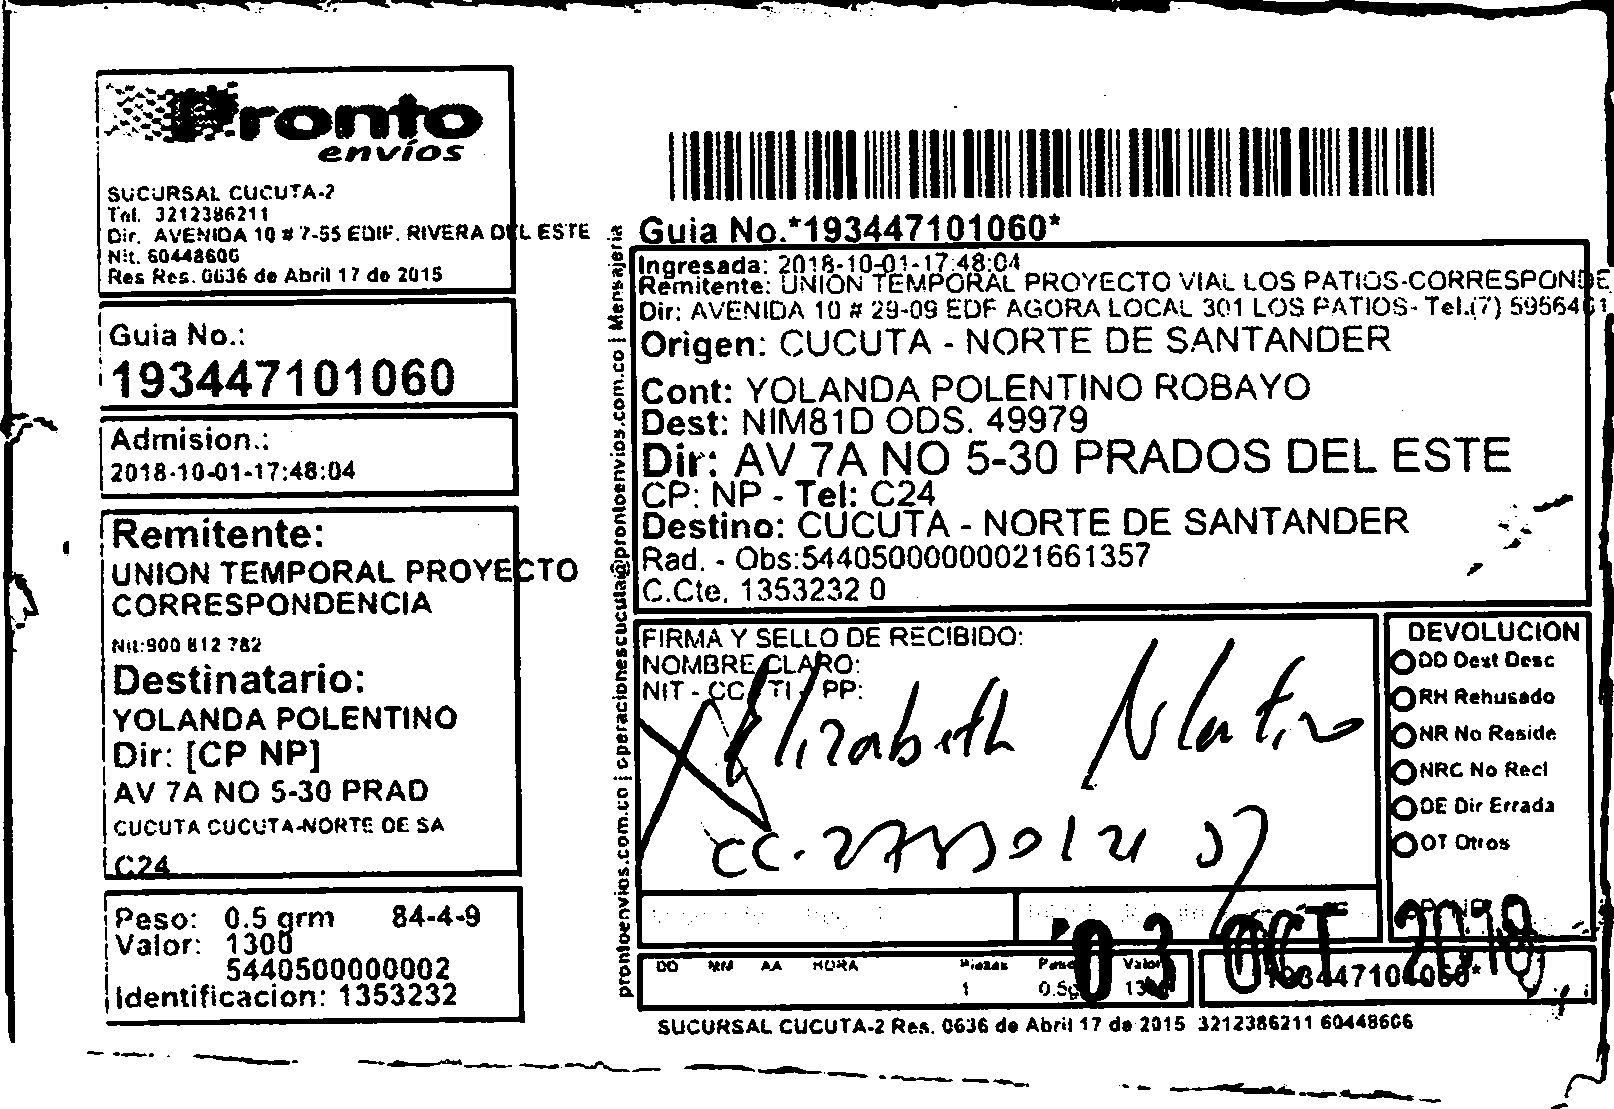 Pronto
envíos
SUCURSAL CUCUTA-2
Tel. 3212386211
Dir. AVENIDA 10 # 7-55 EDIF. RIVERA DEL ESTE
Nit. 60448606
Res Res. 0636 de Abril 17 de 2015
Guia No.:
193447101060
Admision.:
2018-10-01-17:48:04
Remitente:
UNION TEMPORAL PROYECTO
CORRESPONDENCIA
Nit:900 812 782
Destinatario:
YOLANDA POLENTINO
Dir: [CP NP]
AV 7A NO 5-30 PRAD
CUCUTA CUCUTA-NORTE DE SA
C24
Peso: 0.5 grm 84-4-9
Valor: 1300
5440500000002
Identificacion: 1353232
prontoenvios.com.co | operacionescucuta@prontoenvios.com.co | Mensajeria
Guia No.*193447101060*
Ingresada: 2018-10-01-17:48:04
Remitente: UNION TEMPORAL PROYECTO VIAL LOS PATIOS-CORRESPONDE
Dir: AVENIDA 10 # 29-09 EDF AGORA LOCAL 301 LOS PATIOS- Tel.(7) 5956461
Origen: CUCUTA - NORTE DE SANTANDER
Cont: YOLANDA POLENTINO ROBAYO
Dest: NIM81D ODS. 49979
Dir: AV 7A NO 5-30 PRADOS DEL ESTE
CP: NP - Tel: C24
Destino: CUCUTA - NORTE DE SANTANDER
Rad. - Obs:54405000000021661357
C.Cte. 1353232 0
FIRMA Y SELLO DE RECIBIDO:
NOMBRE CLARO:
NIT - CC - TI - PP:
Elizabeth
CC.
DEVOLUCION
DD Dest Desc
RH Rehusado
NR No Reside
NRC No Recl
DE Dir Errada
OT Otros
03 OCT 2018
DD MM AA HORA Piezas Peso Valor
1 0.5g
*193447101060*
SUCURSAL CUCUTA-2 Res. 0636 de Abril 17 de 2015 3212386211 60448606